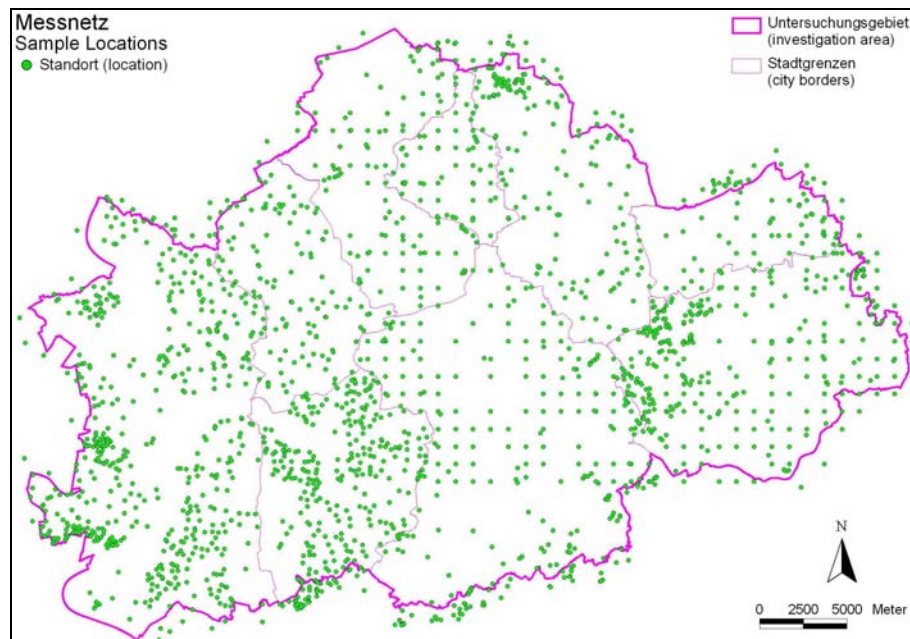 Messnetz
Sample Locations
Standort (location)
Untersuchungsgebiet
(investigation area)
Stadtgrenzen
(city borders)
N
0 2500 5000 Meter